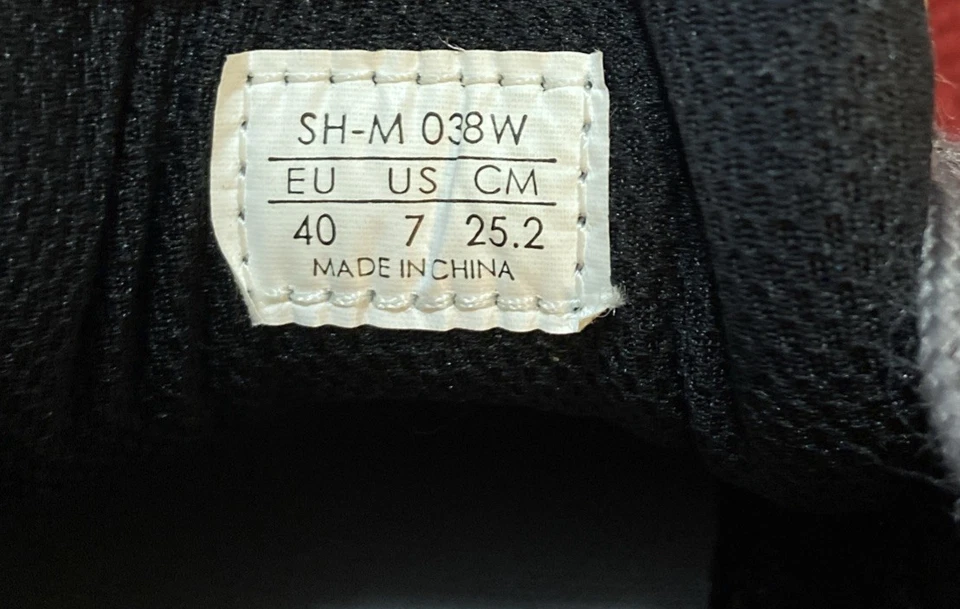 SH-M 038W
EU US CM
40 7 25.2
MADE IN CHINA